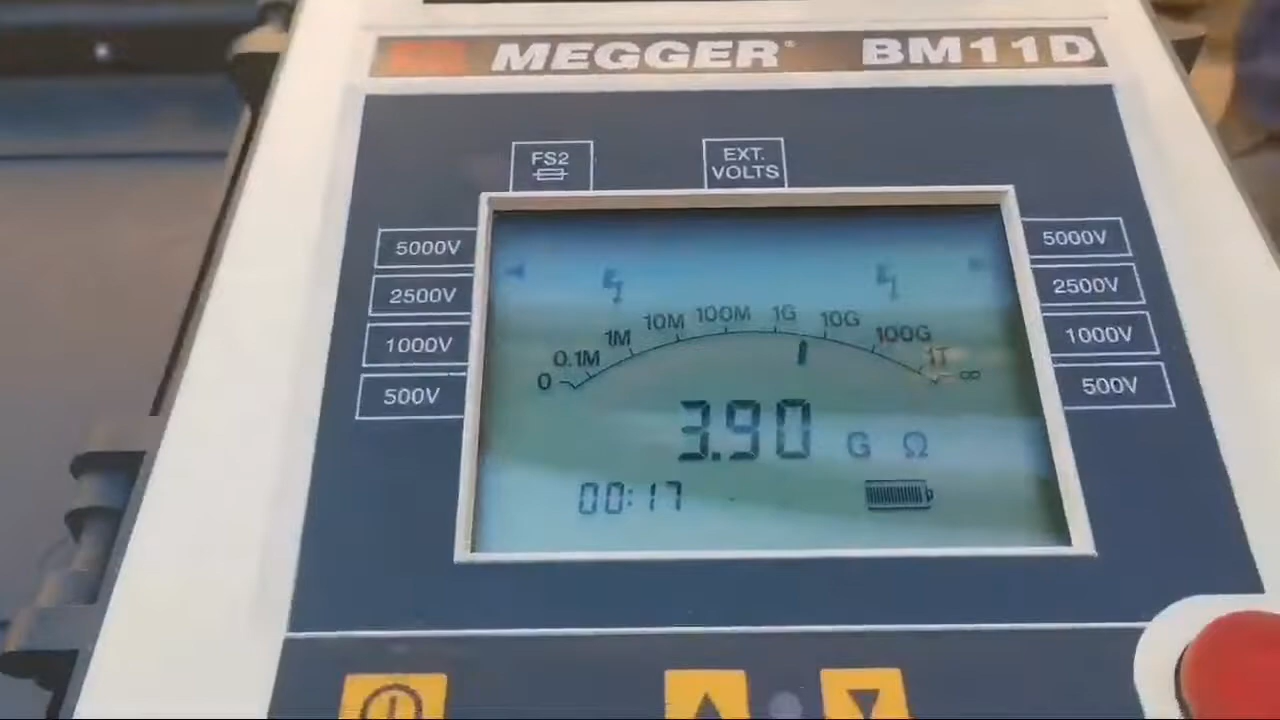 MEGGER® BM11D
FS2
EXT.
VOLTS
5000V
2500V
1000V
500V
5000V
2500V
1000V
500V
0 0.1M 1M 10M 100M 1G 10G 100G 1T ∞
3.90 G Ω
00:17